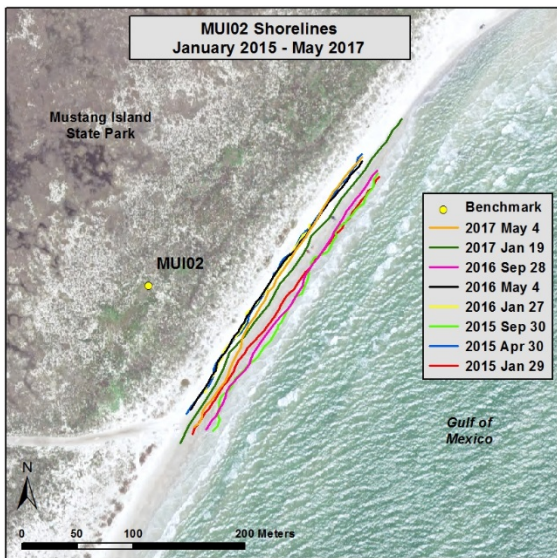 MUI02 Shorelines
January 2015 - May 2017
Mustang Island
State Park
MUI02
Benchmark
2017 May 4
2017 Jan 19
2016 Sep 28
2016 May 4
2016 Jan 27
2015 Sep 30
2015 Apr 30
2015 Jan 29
Gulf of
Mexico
N
0 50 100 200 Meters